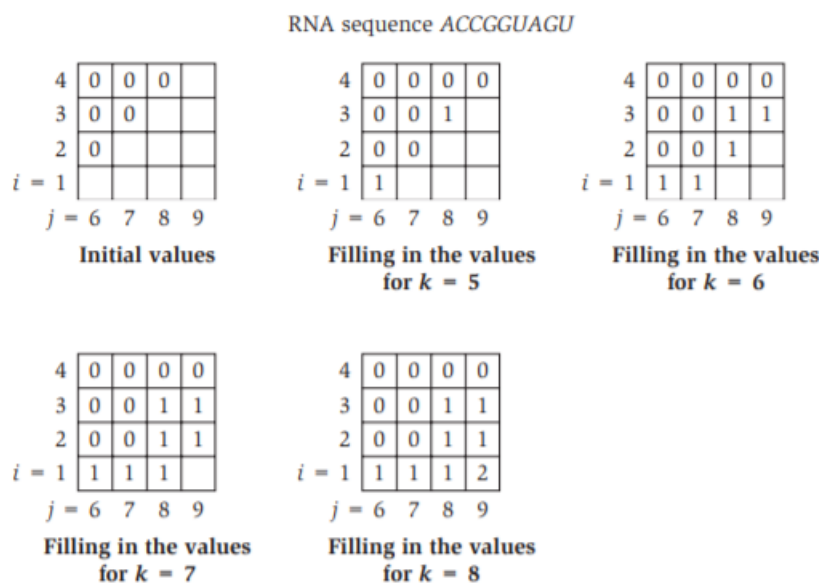 RNA sequence ACCGGUAGU
4 0 0 0
3 0 0
2 0
i = 1
j = 6 7 8 9
Initial values
4 0 0 0 0
3 0 0 1
2 0 0
i = 1 1
j = 6 7 8 9
Filling in the values
for k = 5
4 0 0 0 0
3 0 0 1 1
2 0 0 1
i = 1 1 1
j = 6 7 8 9
Filling in the values
for k = 6
4 0 0 0 0
3 0 0 1 1
2 0 0 1 1
i = 1 1 1 1
j = 6 7 8 9
Filling in the values
for k = 7
4 0 0 0 0
3 0 0 1 1
2 0 0 1 1
i = 1 1 1 1 2
j = 6 7 8 9
Filling in the values
for k = 8